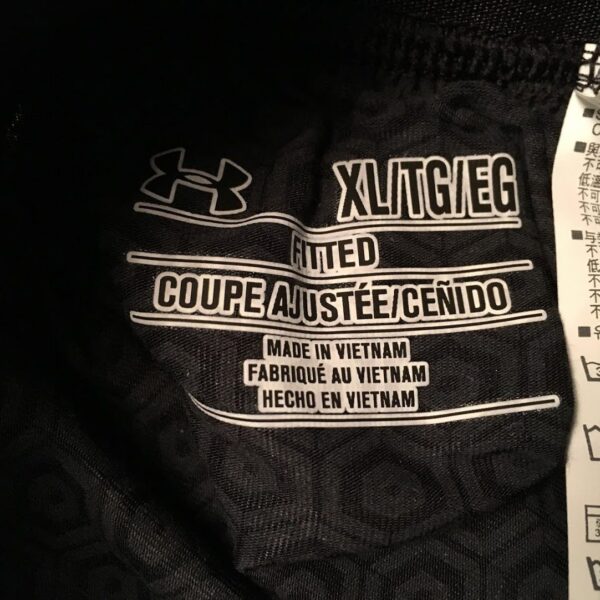 XL/TG/EG
FITTED
COUPE AJUSTÉE/CEÑIDO
MADE IN VIETNAM
FABRIQUÉ AU VIETNAM
HECHO EN VIETNAM